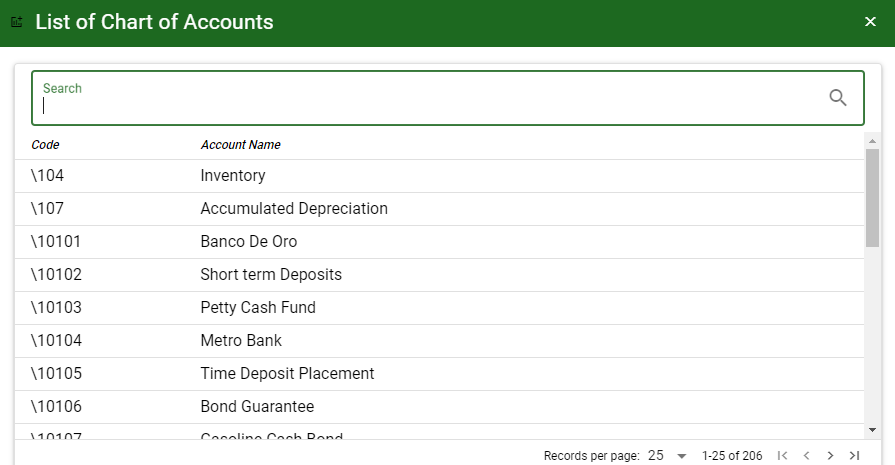 List of Chart of Accounts
Search
Code Account Name
\104 Inventory
\107 Accumulated Depreciation
\10101 Banco De Oro
\10102 Short term Deposits
\10103 Petty Cash Fund
\10104 Metro Bank
\10105 Time Deposit Placement
\10106 Bond Guarantee
\10107 Gasoline Cash Bond
Records per page: 25 1-25 of 206